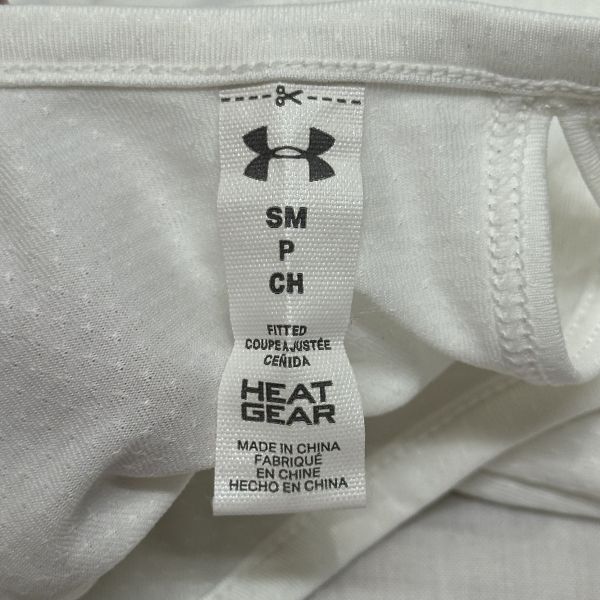 SM
P
CH
FITTED
COUPE AJUSTÉE
CEÑIDA
HEAT
GEAR
MADE IN CHINA
FABRIQUÉ
EN CHINE
HECHO EN CHINA